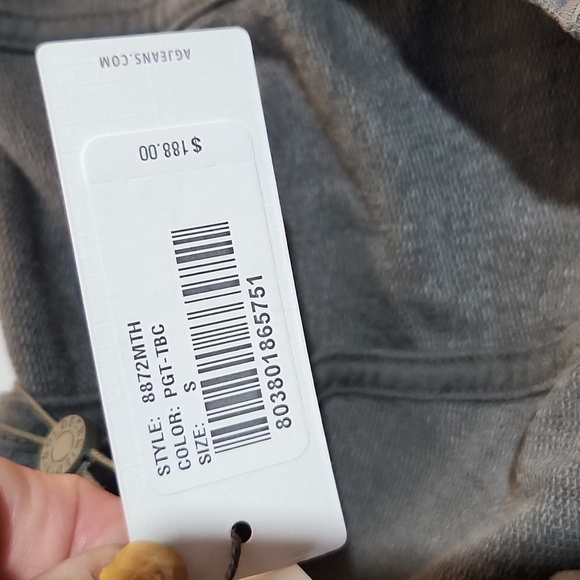 AGJEANS.COM
$188.00
STYLE: 8872MTH
COLOR: PGT-TBC
SIZE: S
803801865751